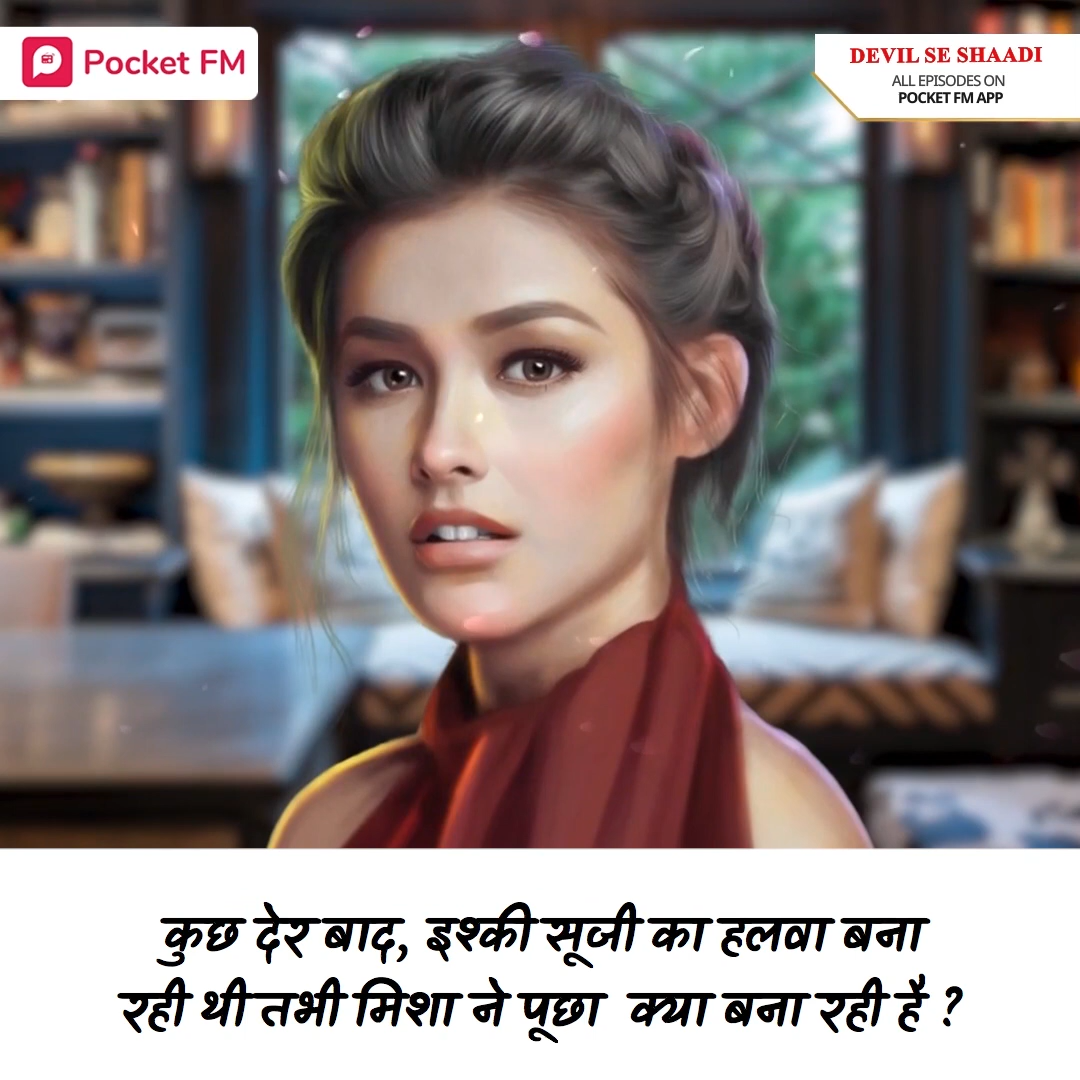 Pocket FM
DEVIL SE SHAADI
ALL EPISODES ON
POCKET FM APP
कुछ देर बाद, इश्की सूजी का हलवा बना
रही थी तभी मिशा ने पूछा क्या बना रही है ?